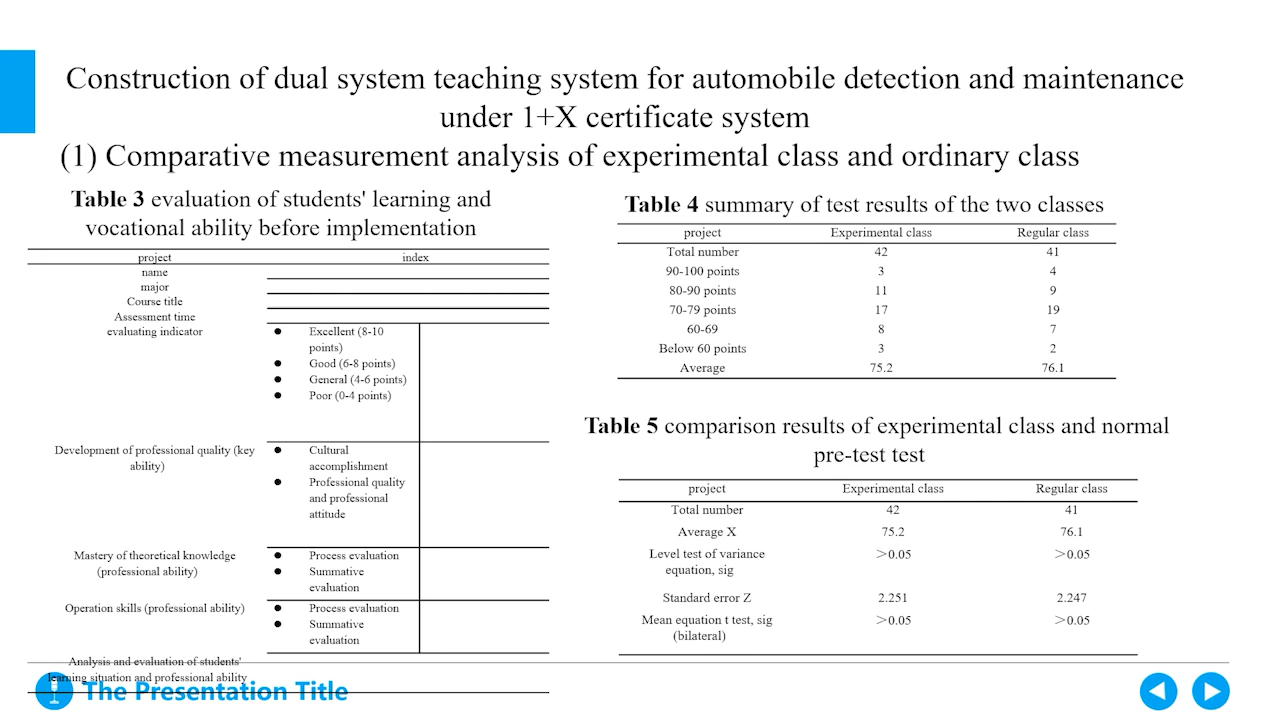 Construction of dual system teaching system for automobile detection and maintenance
under 1+X certificate system
(1) Comparative measurement analysis of experimental class and ordinary class
Table 3 evaluation of students' learning and
vocational ability before implementation
project index
name
major
Course title
Assessment time
evaluating indicator
● Excellent (8-10
points)
● Good (6-8 points)
● General (4-6 points)
● Poor (0-4 points)
Development of professional quality (key
ability)
● Cultural
accomplishment
● Professional quality
and professional
attitude
Mastery of theoretical knowledge
(professional ability)
● Process evaluation
● Summative
evaluation
Operation skills (professional ability)
● Process evaluation
● Summative
evaluation
Analysis and evaluation of students'
learning situation and professional ability
Table 4 summary of test results of the two classes
project Experimental class Regular class
Total number 42 41
90-100 points 3 4
80-90 points 11 9
70-79 points 17 19
60-69 8 7
Below 60 points 3 2
Average 75.2 76.1
Table 5 comparison results of experimental class and normal
pre-test test
project Experimental class Regular class
Total number 42 41
Average X 75.2 76.1
Level test of variance
equation, sig
>0.05 >0.05
Standard error Z 2.251 2.247
Mean equation t test, sig
(bilateral)
>0.05 >0.05
The Presentation Title